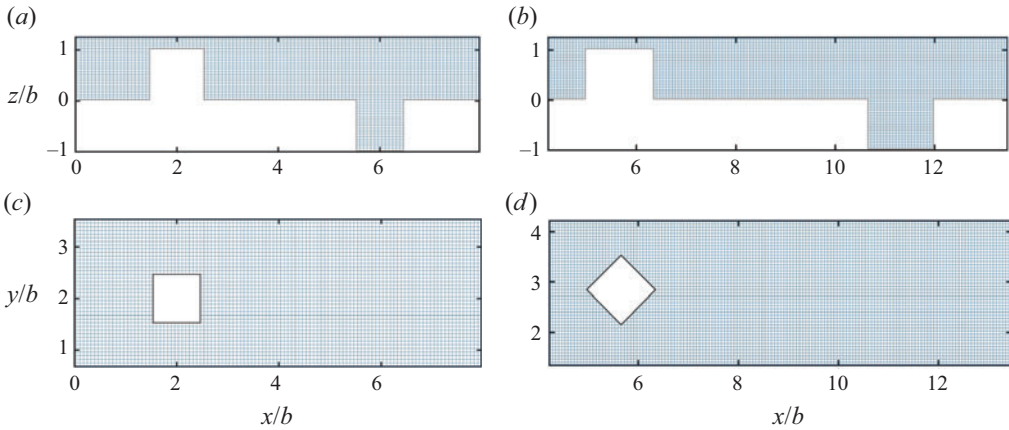 (a) (b)
1 1
z/b 0 0
–1 –1
0 2 4 6 6 8 10 12
(c) (d)
3 4
y/b 2 3
1 2
0 2 4 6 6 8 10 12
x/b x/b